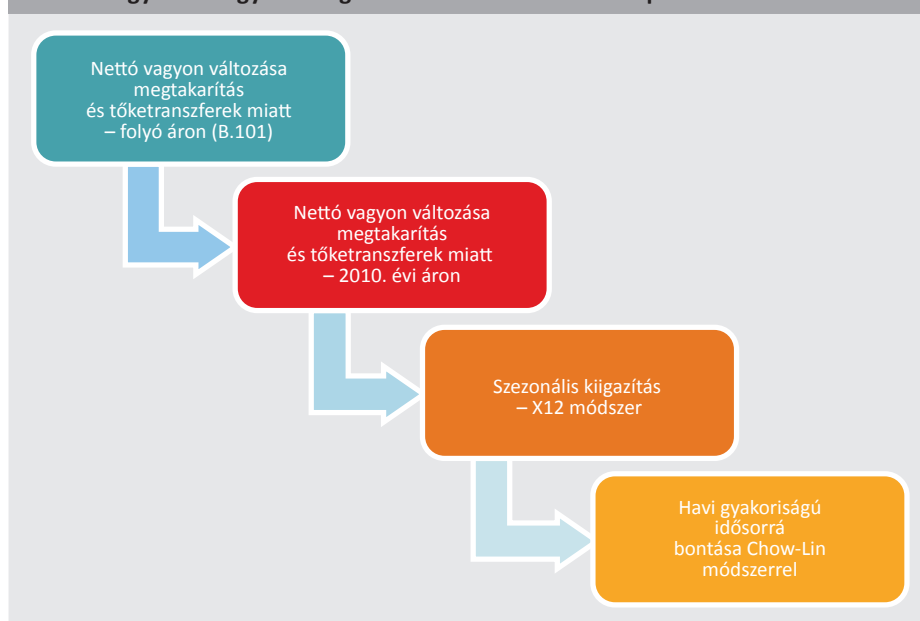 Nettó vagyon változása
megtakarítás
és tőketranszferek miatt
– folyó áron (B.101)
Nettó vagyon változása
megtakarítás
és tőketranszferek miatt
– 2010. évi áron
Szezonális kiigazítás
– X12 módszer
Havi gyakoriságú
idősorrá
bontása Chow-Lin
módszerrel